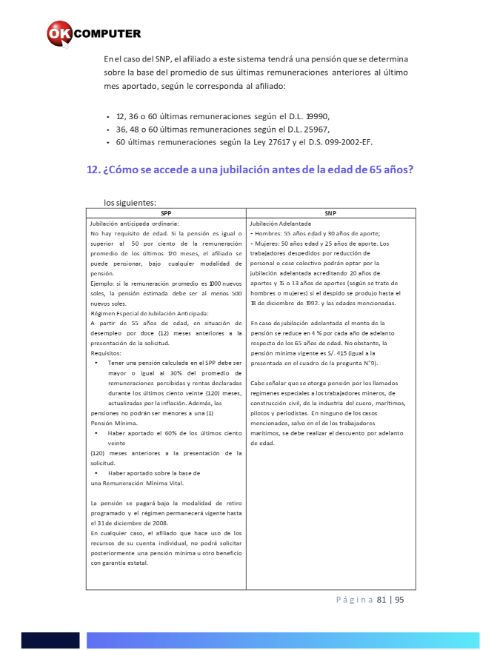 OK COMPUTER
En el caso del SNP, el afiliado a este sistema tendrá una pensión que se determina
sobre la base del promedio de sus últimas remuneraciones anteriores al último
mes aportado, según le corresponda al afiliado:
• 12, 36 o 60 últimas remuneraciones según el D.L. 19990,
• 36, 48 o 60 últimas remuneraciones según el D.L. 25967,
• 60 últimas remuneraciones según la Ley 27617 y el D.S. 099-2002-EF.
12. ¿Cómo se accede a una jubilación antes de la edad de 65 años?
los siguientes:
SPP
Jubilación anticipada ordinaria:
No hay requisito de edad. Si la pensión es igual o
superior al 50 por ciento de la remuneración
promedio de los últimos 120 meses, el afiliado se
puede pensionar, bajo cualquier modalidad de
pensión.
Ejemplo: si la remuneración promedio es 1000 nuevos
soles, la pensión estimada debe ser al menos 500
nuevos soles.
Régimen Especial de Jubilación Anticipada:
A partir de 55 años de edad, en situación de
desempleo por doce (12) meses anteriores a la
presentación de la solicitud.
Requisitos:
• Tener una pensión calculada en el SPP debe ser
mayor o igual al 30% del promedio de
remuneraciones percibidas y rentas declaradas
durante los últimos ciento veinte (120) meses,
actualizadas por la inflación. Además, las
pensiones no podrán ser menores a una (1)
Pensión Mínima.
• Haber aportado el 60% de los últimos ciento
veinte
(120) meses anteriores a la presentación de la
solicitud.
• Haber aportado sobre la base de
una Remuneración Mínima Vital.
La pensión se pagará bajo la modalidad de retiro
programado y el régimen permanecerá vigente hasta
el 31 de diciembre de 2008.
En cualquier caso, el afiliado que hace uso de los
recursos de su cuenta individual, no podrá solicitar
posteriormente una pensión mínima u otro beneficio
con garantía estatal.
SNP
Jubilación Adelantada
– Hombres: 55 años edad y 30 años de aporte;
– Mujeres: 50 años edad y 25 años de aporte. Los
trabajadores despedidos por reducción de
personal o cese colectivo podrán optar por la
jubilación adelantada acreditando 20 años de
aportes y 15 o 13 años de aportes (según se trate de
hombres o mujeres) si el despido se produjo hasta el
18 de diciembre de 1992. y las edades mencionadas.
En caso de jubilación adelantada el monto de la
pensión se reduce en 4 % por cada año de adelanto
respecto de los 65 años de edad. No obstante, la
pensión mínima vigente es S/. 415 (igual a la
presentada en el cuadro de la pregunta N°9).
Cabe señalar que se otorga pensión por los llamados
regímenes especiales a los trabajadores mineros, de
construcción civil, de la industria del cuero, marítimos,
pilotos y periodistas. En ninguno de los casos
mencionados, salvo en el de los trabajadores
marítimos, se debe realizar el descuento por adelanto
de edad.
Página 81 | 95